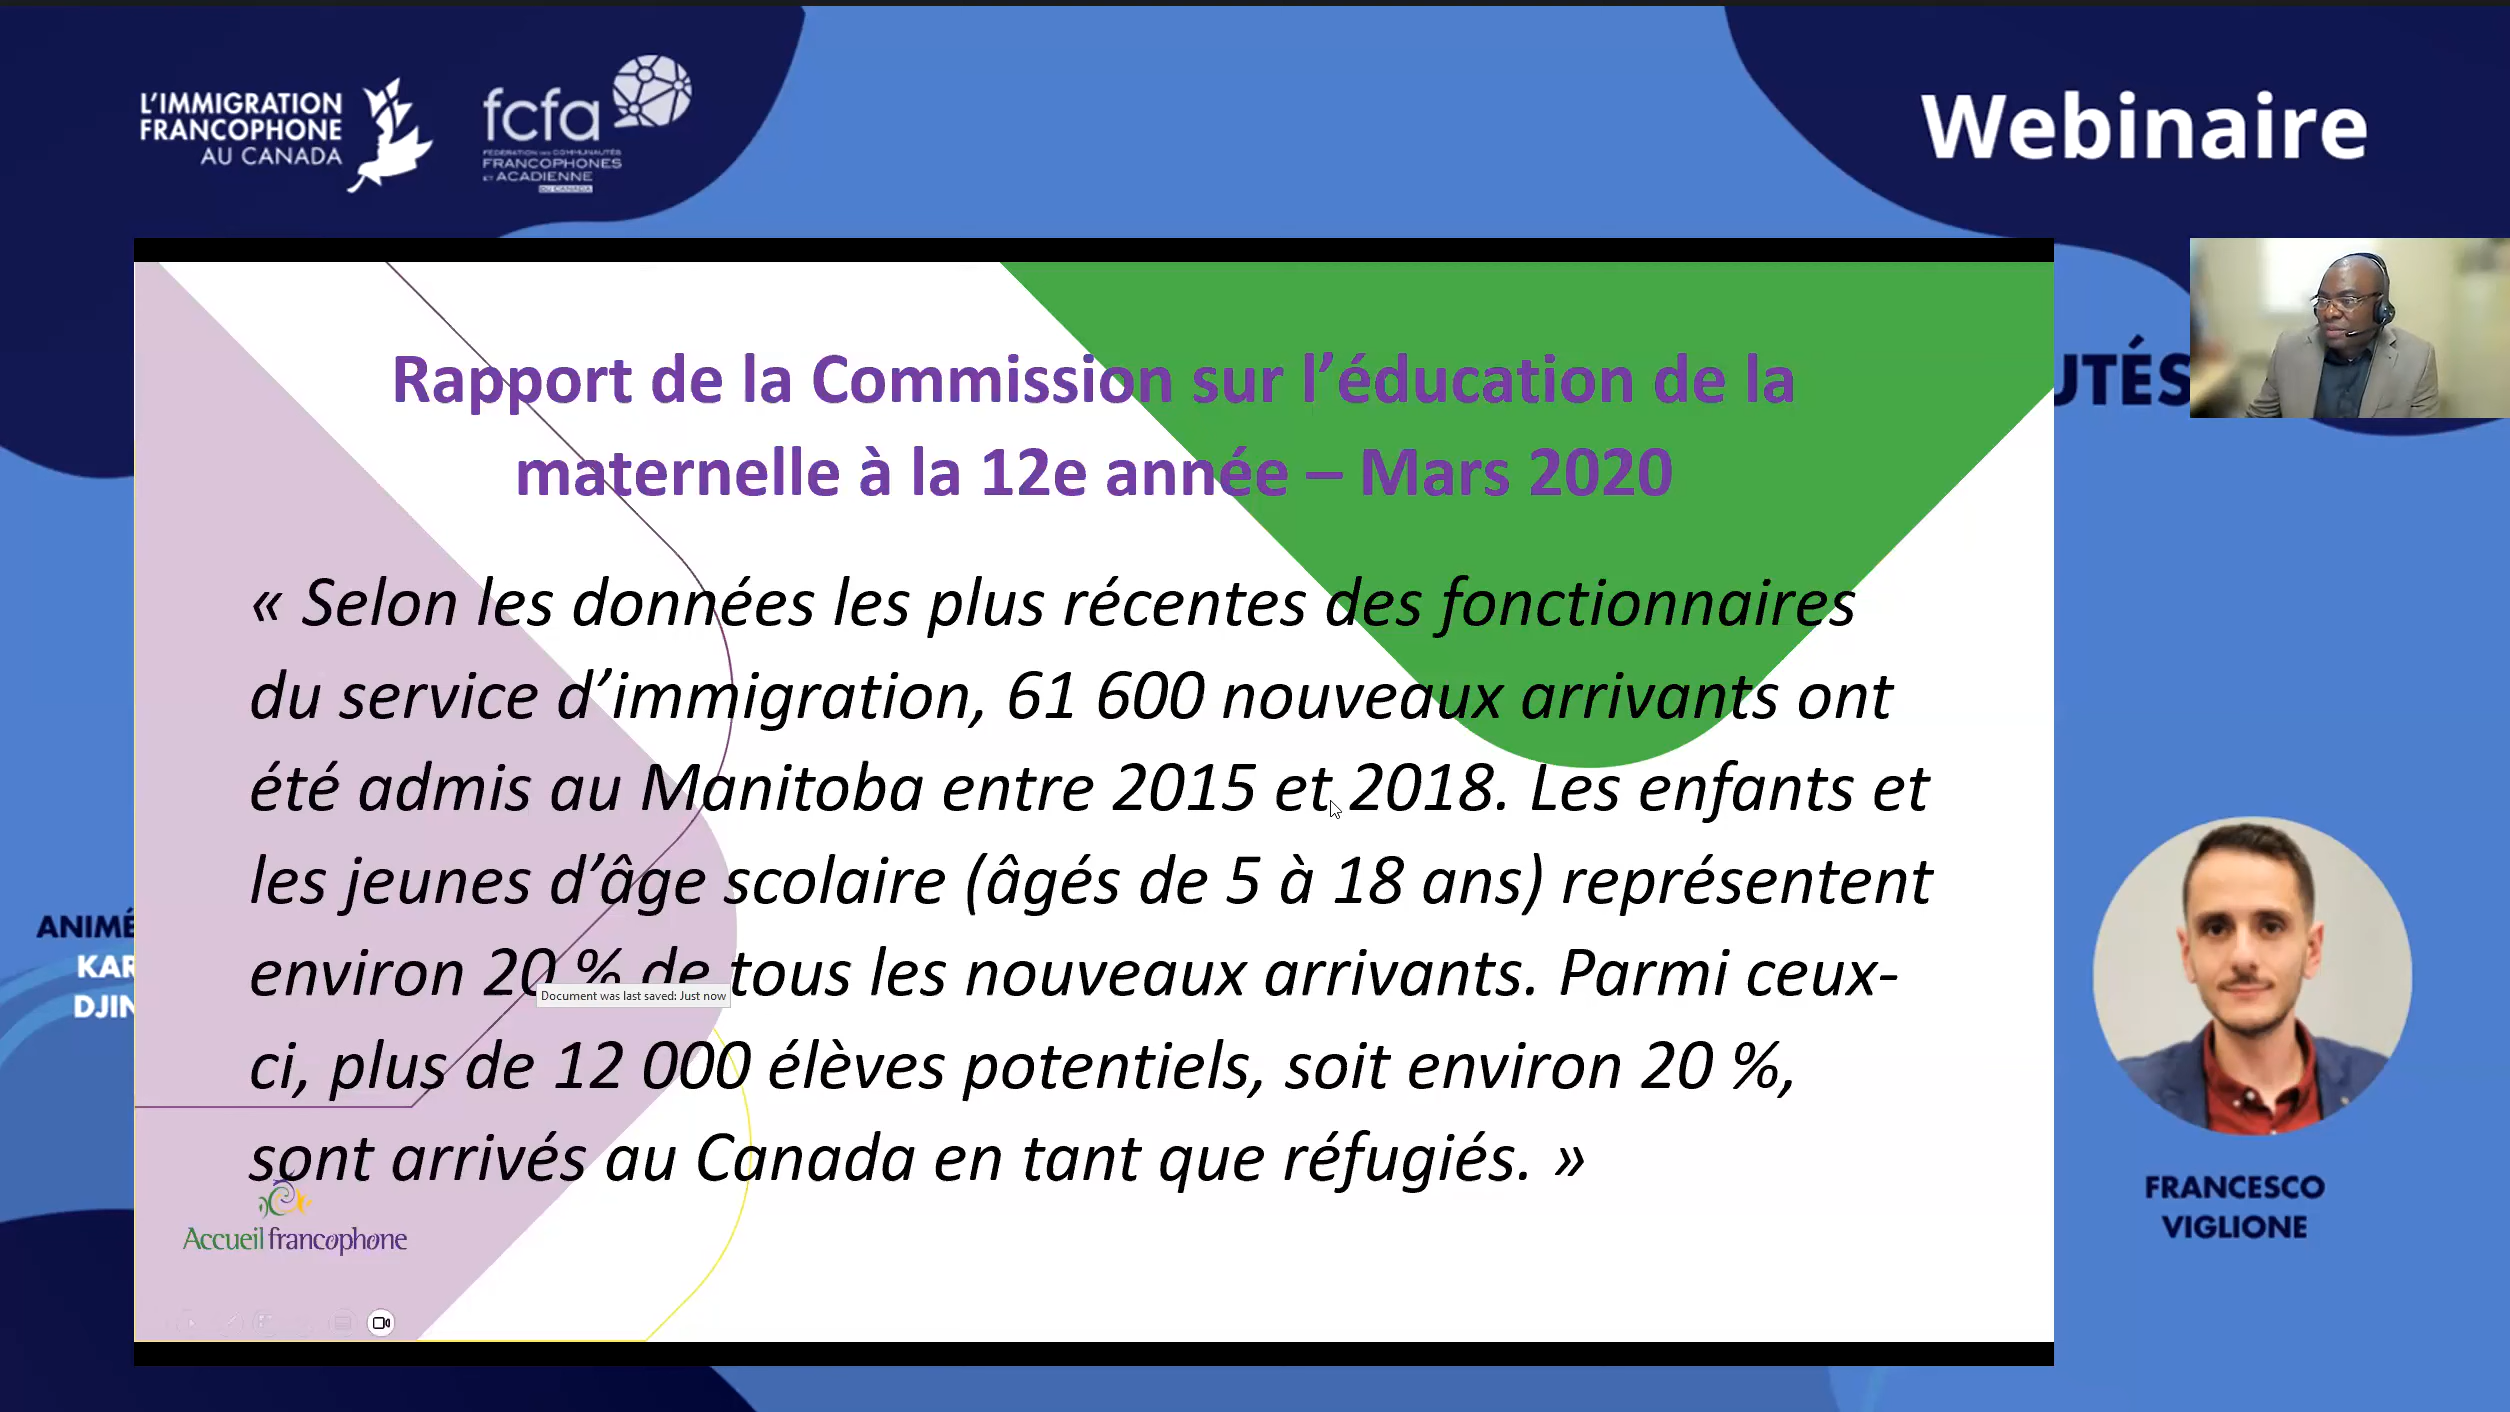 L'IMMIGRATION
FRANCOPHONE
AU CANADA
fcfa
FÉDÉRATION DES COMMUNAUTÉS
FRANCOPHONES
ET ACADIENNE
DU CANADA
Webinaire
Rapport de la Commission sur l'éducation de la
maternelle à la 12e année – Mars 2020
« Selon les données les plus récentes des fonctionnaires
du service d'immigration, 61 600 nouveaux arrivants ont
été admis au Manitoba entre 2015 et 2018. Les enfants et
les jeunes d'âge scolaire (âgés de 5 à 18 ans) représentent
environ 20 % de tous les nouveaux arrivants. Parmi ceux-
ci, plus de 12 000 élèves potentiels, soit environ 20 %,
sont arrivés au Canada en tant que réfugiés. »
Document was last saved: Just now
Accueil francophone
UTÉS
ANIMÉ
KAR
DJIN
FRANCESCO
VIGLIONE